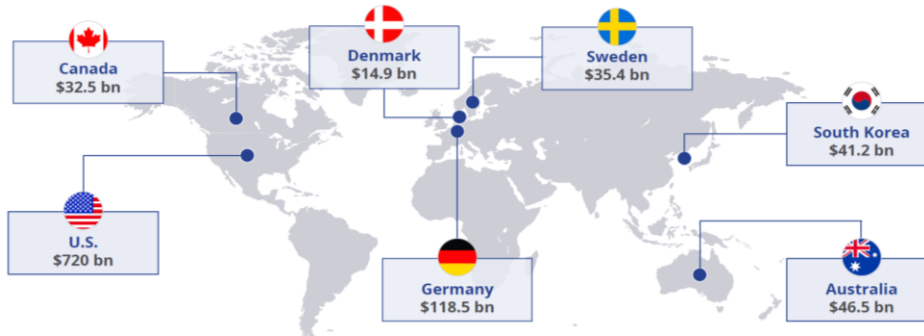 Canada
$32.5 bn
Denmark
$14.9 bn
Sweden
$35.4 bn
South Korea
$41.2 bn
U.S.
$720 bn
Germany
$118.5 bn
Australia
$46.5 bn